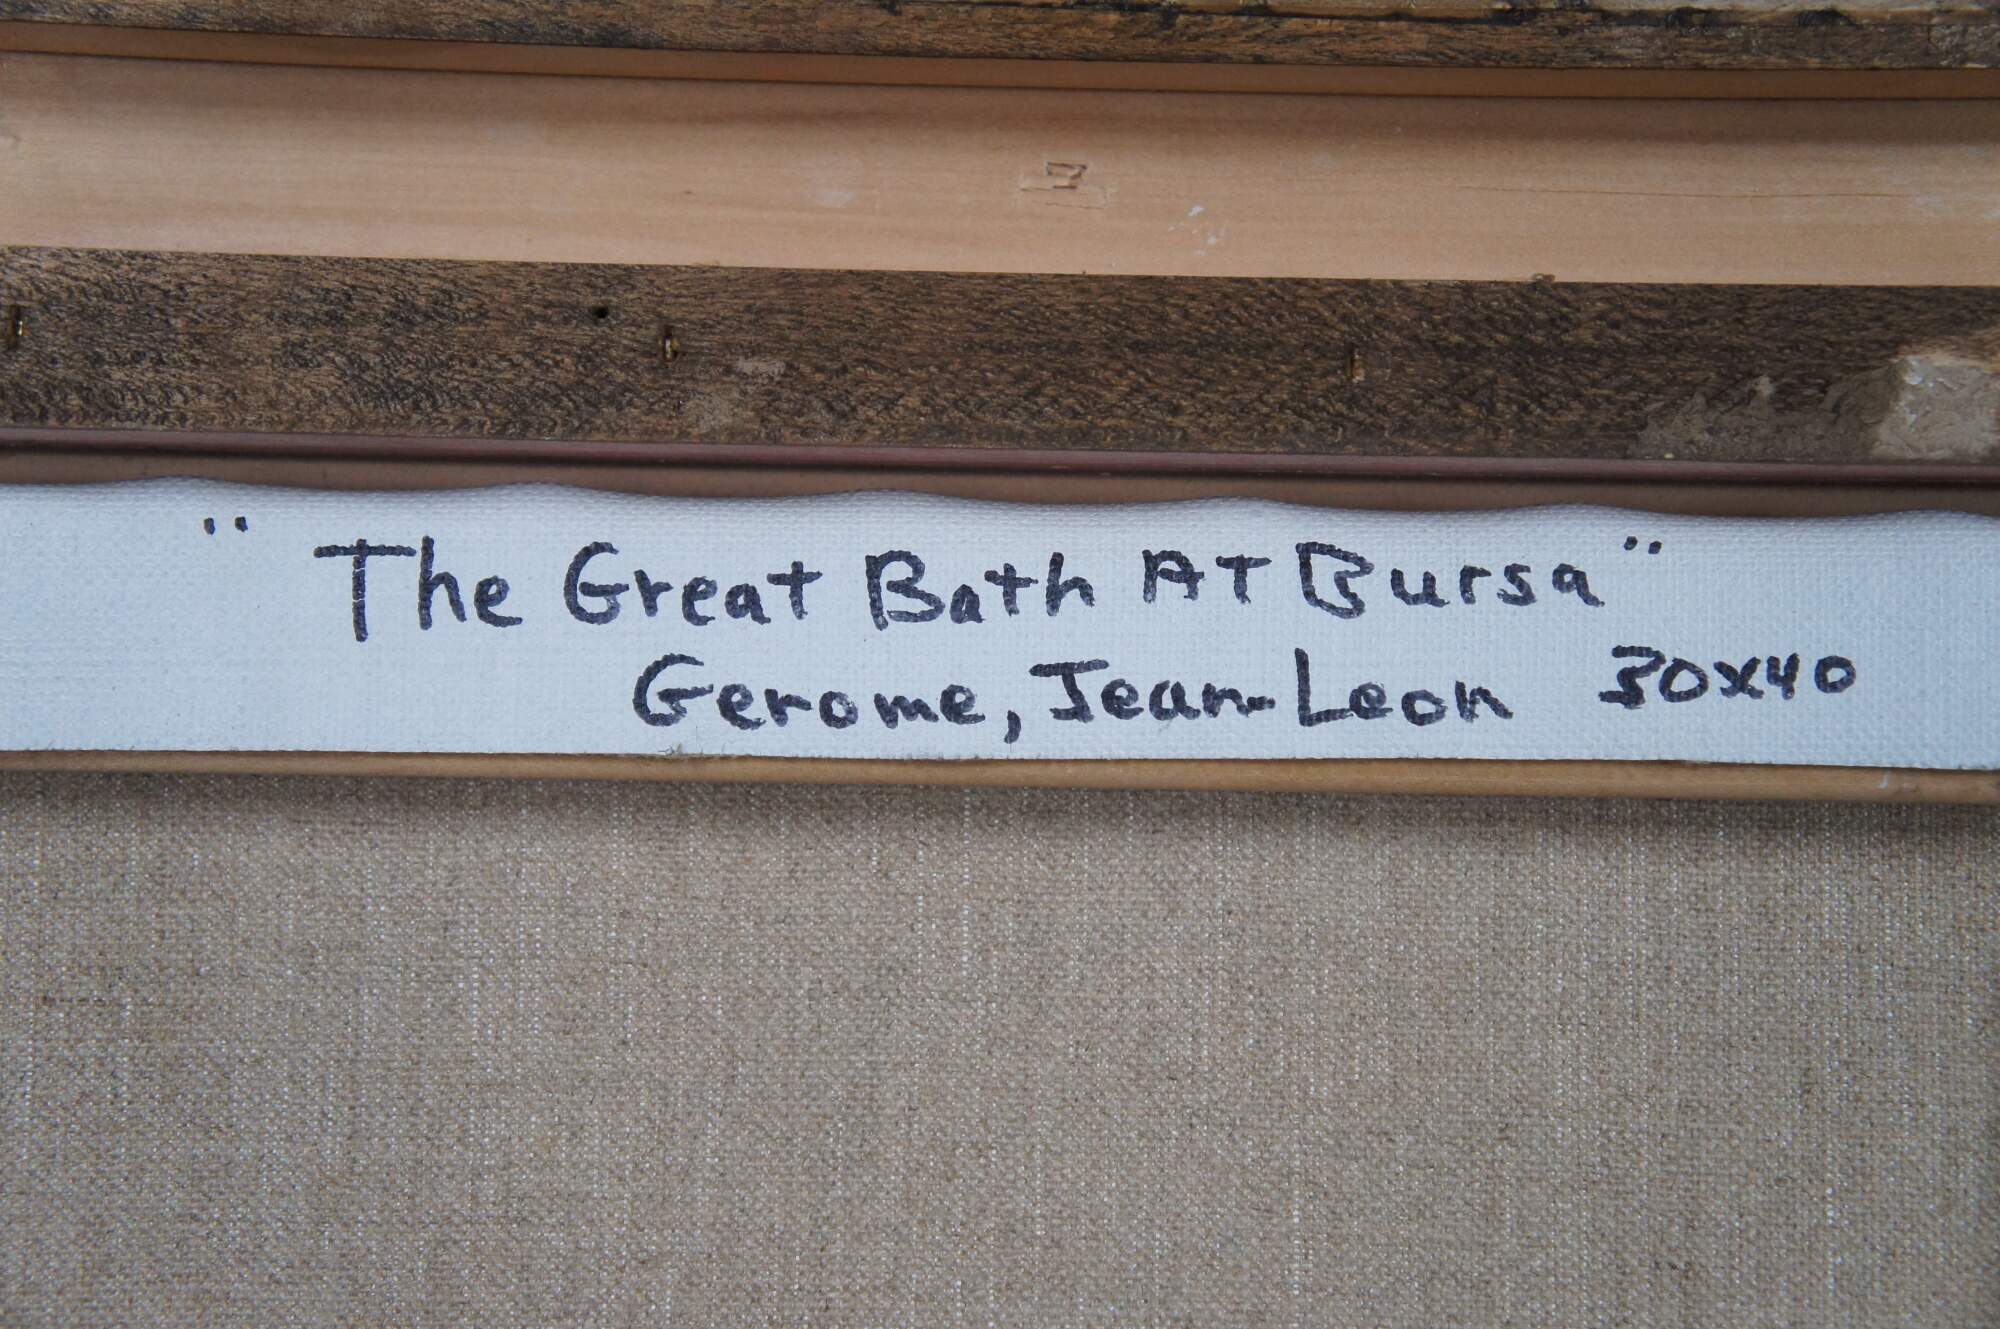 "The Great Bath AT Bursa"
Gerome, Jean-Leon 30x40